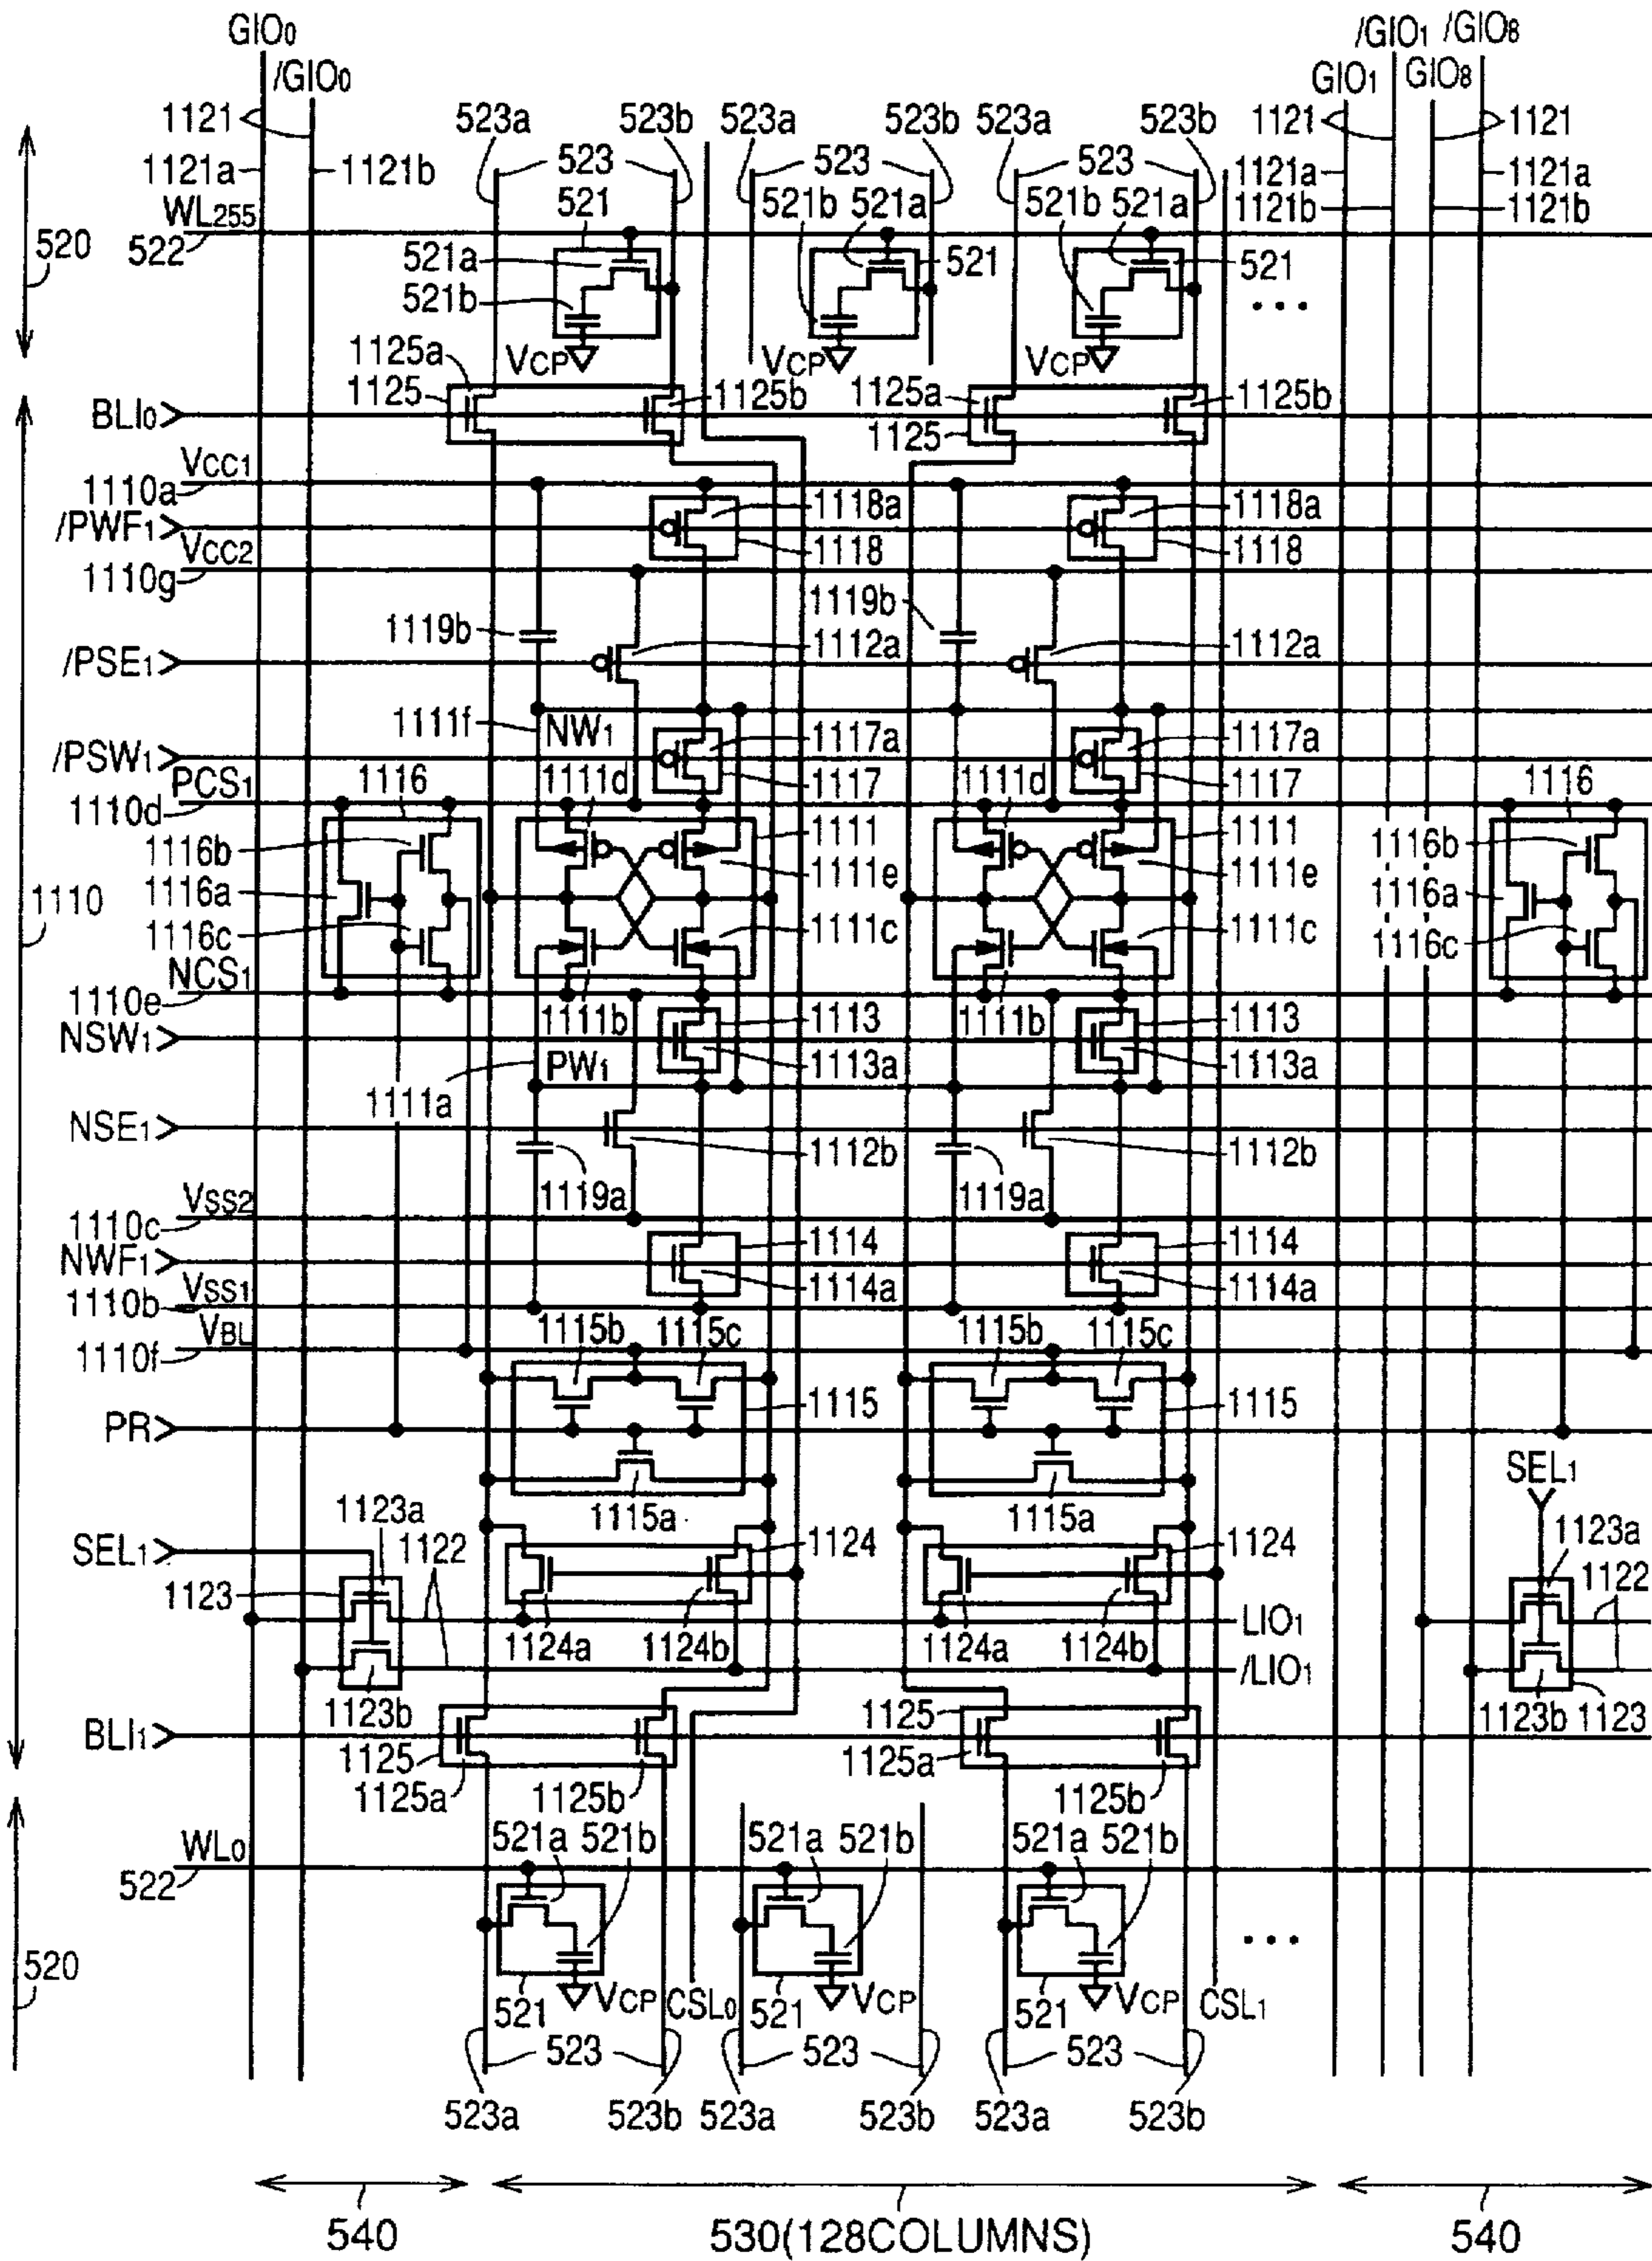 GIO0
/GIO0
/GIO1 /GIO8
GIO1 GIO8
1121
523a 523b 523a 523b 523a 523b
1121 1121
523 523 523
1121a 1121b
521 521b 521a 521b 521a
1121a 1121a
1121b 1121b
WL255
522
520
521a
521b
521 521
...
VCP VCP VCP
1125a
1125
1125b 1125a 1125b
BLI0
1125
VCC1
1110a
1118a 1118a
/PWF1
1118 1118
VCC2
1110g
1119b 1119b
1112a 1112a
/PSE1
1111f
NW1
1117a 1117a
/PSW1
1116 1111d 1117 1111d 1117 1116
PCS1
1110d
1116b 1111 1111 1116b
1111e 1111e
1116a 1116a
1110
1116c 1111c 1111c 1116c
NCS1
1110e
1111b 1113 1111b 1113
NSW1
1113a 1113a
PW1
1111a
NSE1
1112b 1112b
1119a 1119a
VSS2
1110c
1114 1114
NWF1
1114a 1114a
VSS1
1110b
1115b 1115c 1115b 1115c
VBL
1110f
1115 1115
PR
SEL1
1123a
1115a 1115a
1123a
SEL1
1122 1124 1124
1122
1123
LIO1
1124a 1124b 1124a 1124b
/LIO1
1123b
1123b 1123
BLI1
1125
1125
1125a
1125a
1125b 1125b
WL0
522
521a 521b 521a 521b 521a 521b
...
520
521 VCP CSL0 521 VCP 521 VCP CSL1
523 523 523
523a 523b 523a 523b 523a 523b
540 530(128COLUMNS) 540